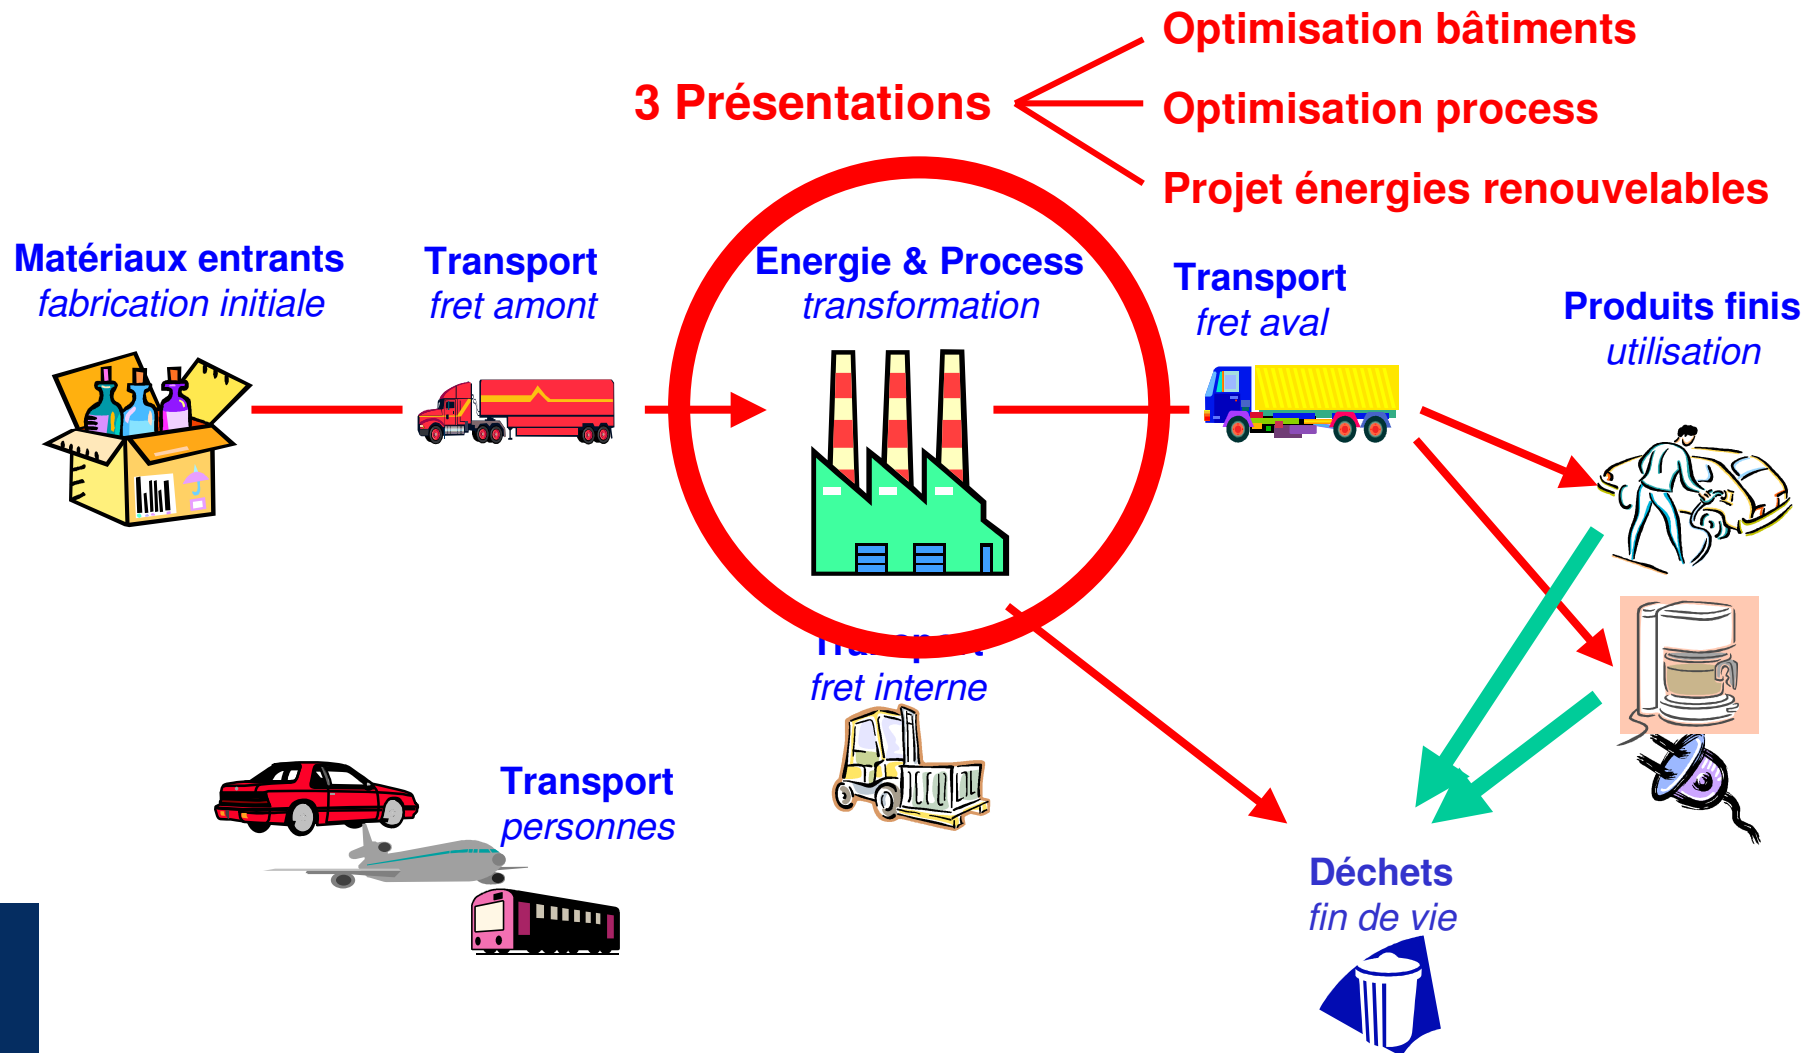 Optimisation bâtiments
3 Présentations
Optimisation process
Projet énergies renouvelables
Matériaux entrants
fabrication initiale
Transport
fret amont
Energie & Process
transformation
Transport
fret aval
Produits finis
utilisation
Transport
fret interne
Transport
personnes
Déchets
fin de vie